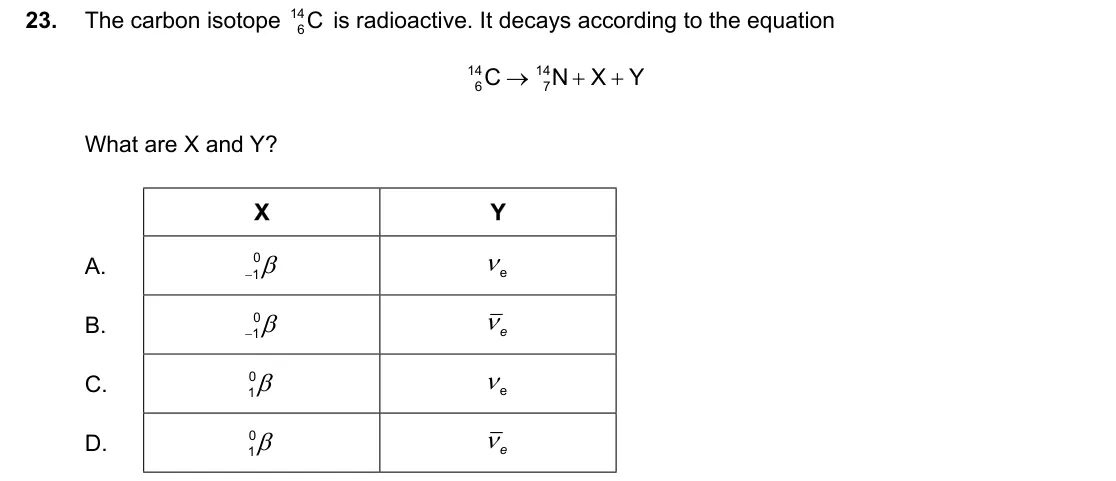 23. The carbon isotope ¹⁴₆C is radioactive. It decays according to the equation
¹⁴₆C → ¹⁴₇N + X + Y
What are X and Y?
X Y
A. ⁰₋₁β νₑ
B. ⁰₋₁β ν̅ₑ
C. ⁰₁β νₑ
D. ⁰₁β ν̅ₑ